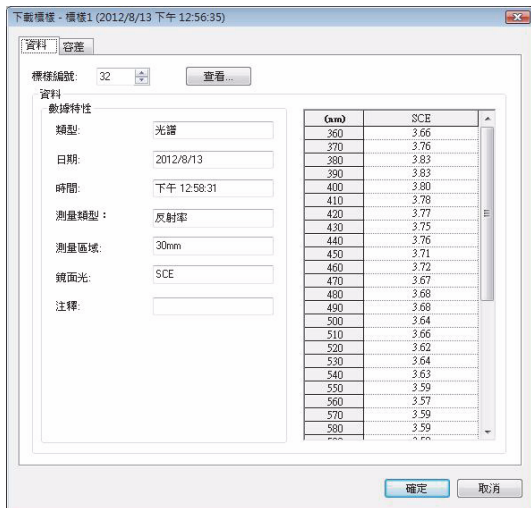 下載標樣 - 標樣1 (2012/8/13 下午 12:56:35)
資料 容差
標樣編號: 32 查看...
資料
數據特性
類型: 光譜
日期: 2012/8/13
時間: 下午 12:58:31
測量類型： 反射率
測量區域: 30mm
鏡面光: SCE
注釋:
(nm) SCE
360 3.66
370 3.76
380 3.83
390 3.83
400 3.80
410 3.78
420 3.77
430 3.75
440 3.76
450 3.71
460 3.72
470 3.67
480 3.68
490 3.68
500 3.64
510 3.66
520 3.62
530 3.64
540 3.63
550 3.59
560 3.57
570 3.59
580 3.59
確定 取消